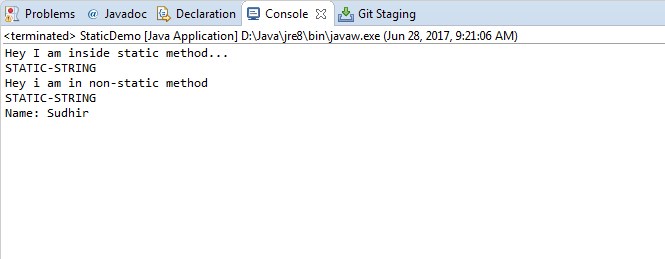 Problems @ Javadoc Declaration Console Git Staging
<terminated> StaticDemo [Java Application] D:\Java\jre8\bin\javaw.exe (Jun 28, 2017, 9:21:06 AM)
Hey I am inside static method...
STATIC-STRING
Hey i am in non-static method
STATIC-STRING
Name: Sudhir